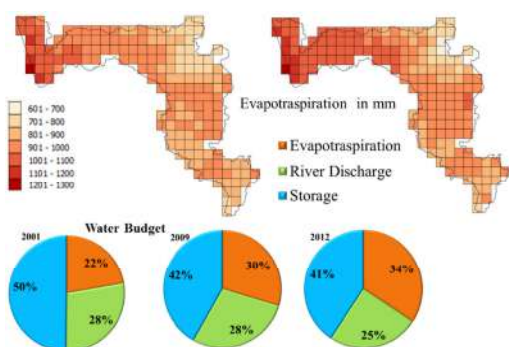 Evapotraspiration in mm
601 - 700
701 - 800
801 - 900
901 - 1000
1001 - 1100
1101 - 1200
1201 - 1300
Evapotraspiration
River Discharge
Storage
Water Budget
2001
22%
50%
28%
2009
42%
30%
28%
2012
41%
34%
25%